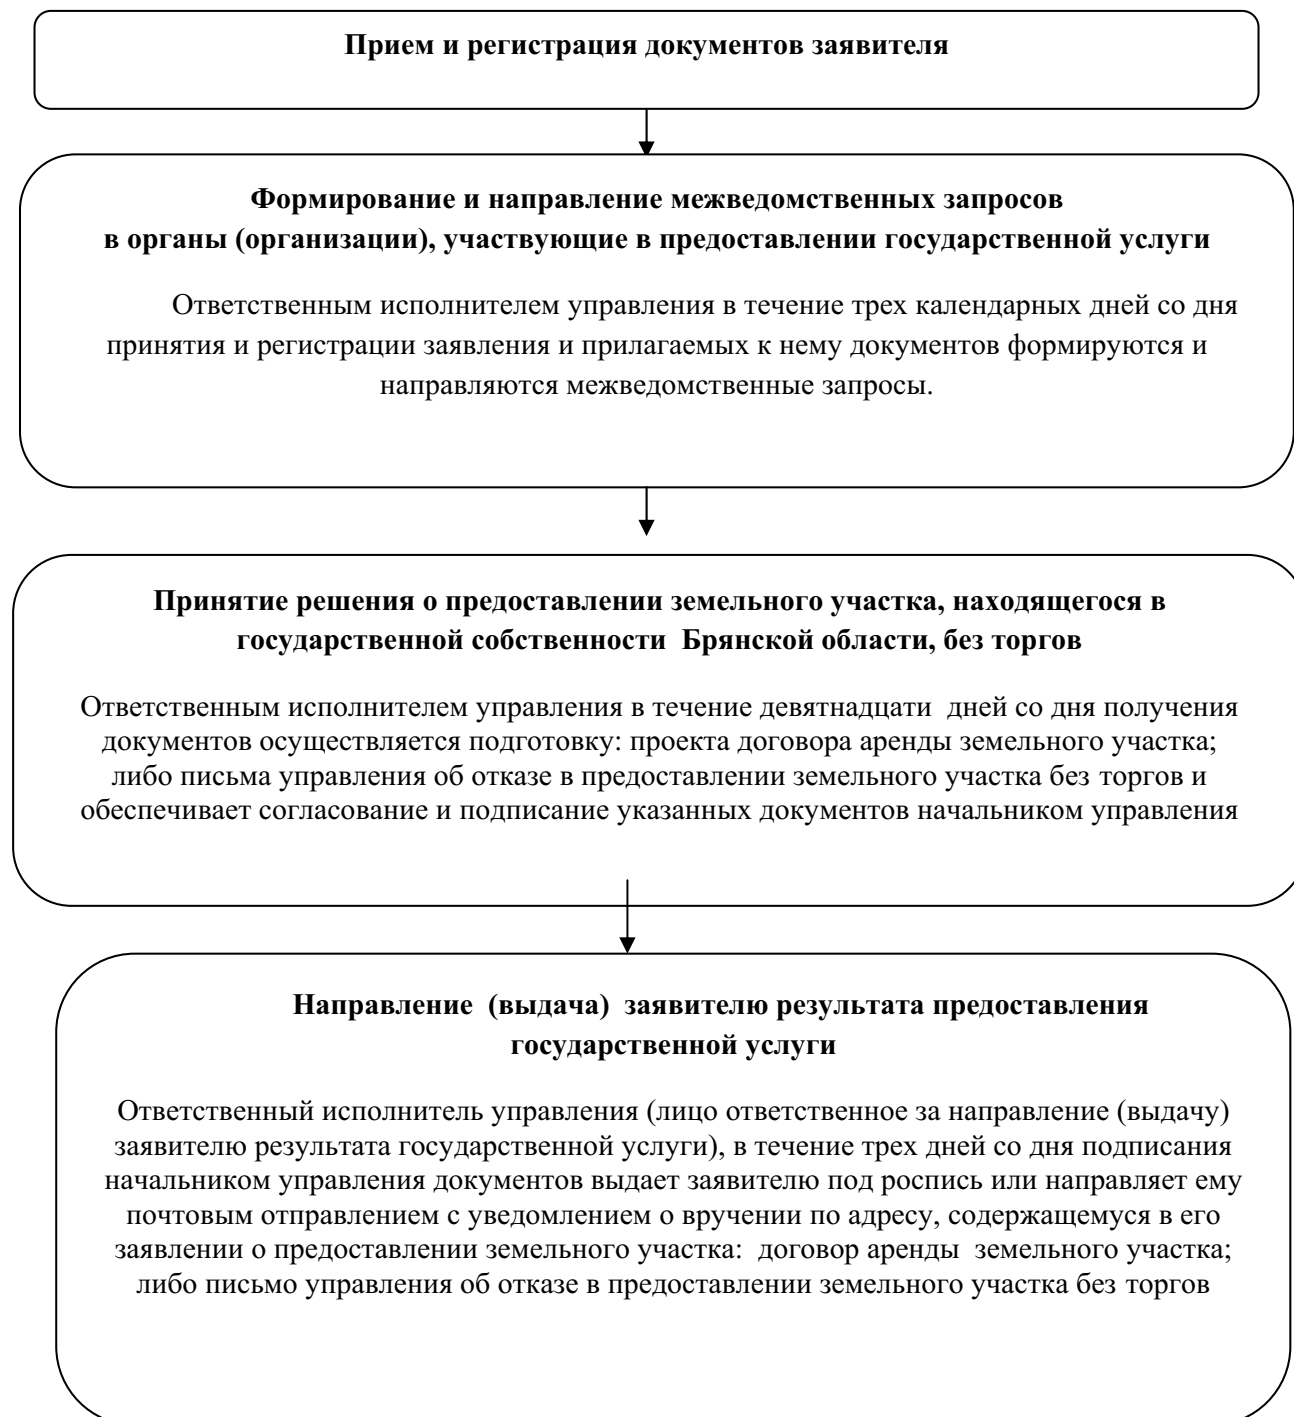 Прием и регистрация документов заявителя
Формирование и направление межведомственных запросов
в органы (организации), участвующие в предоставлении государственной услуги
Ответственным исполнителем управления в течение трех календарных дней со дня
принятия и регистрации заявления и прилагаемых к нему документов формируются и
направляются межведомственные запросы.
Принятие решения о предоставлении земельного участка, находящегося в
государственной собственности Брянской области, без торгов
Ответственным исполнителем управления в течение девятнадцати дней со дня получения
документов осуществляется подготовку: проекта договора аренды земельного участка;
либо письма управления об отказе в предоставлении земельного участка без торгов и
обеспечивает согласование и подписание указанных документов начальником управления
Направление (выдача) заявителю результата предоставления
государственной услуги
Ответственный исполнитель управления (лицо ответственное за направление (выдачу)
заявителю результата государственной услуги), в течение трех дней со дня подписания
начальником управления документов выдает заявителю под роспись или направляет ему
почтовым отправлением с уведомлением о вручении по адресу, содержащемуся в его
заявлении о предоставлении земельного участка: договор аренды земельного участка;
либо письмо управления об отказе в предоставлении земельного участка без торгов